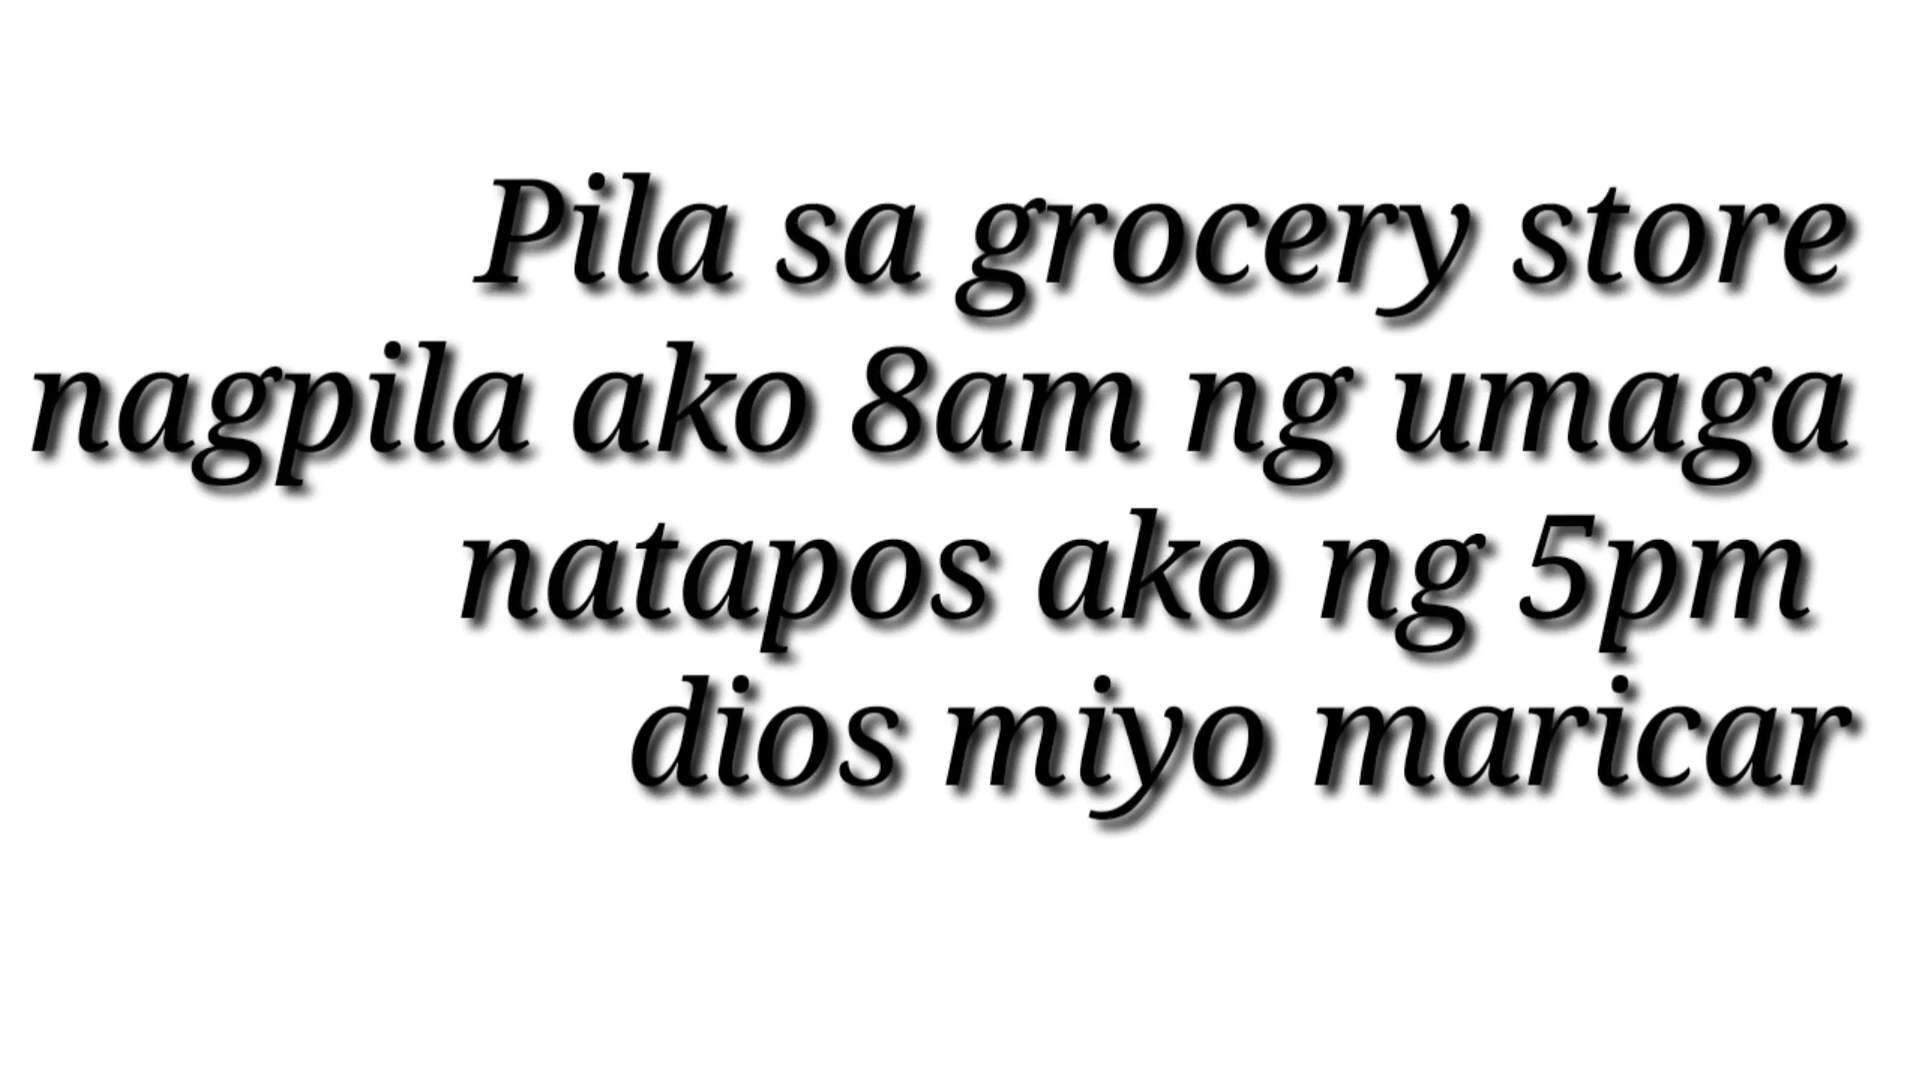 Pila sa grocery store
nagpila ako 8am ng umaga
natapos ako ng 5pm
dios miyo maricar